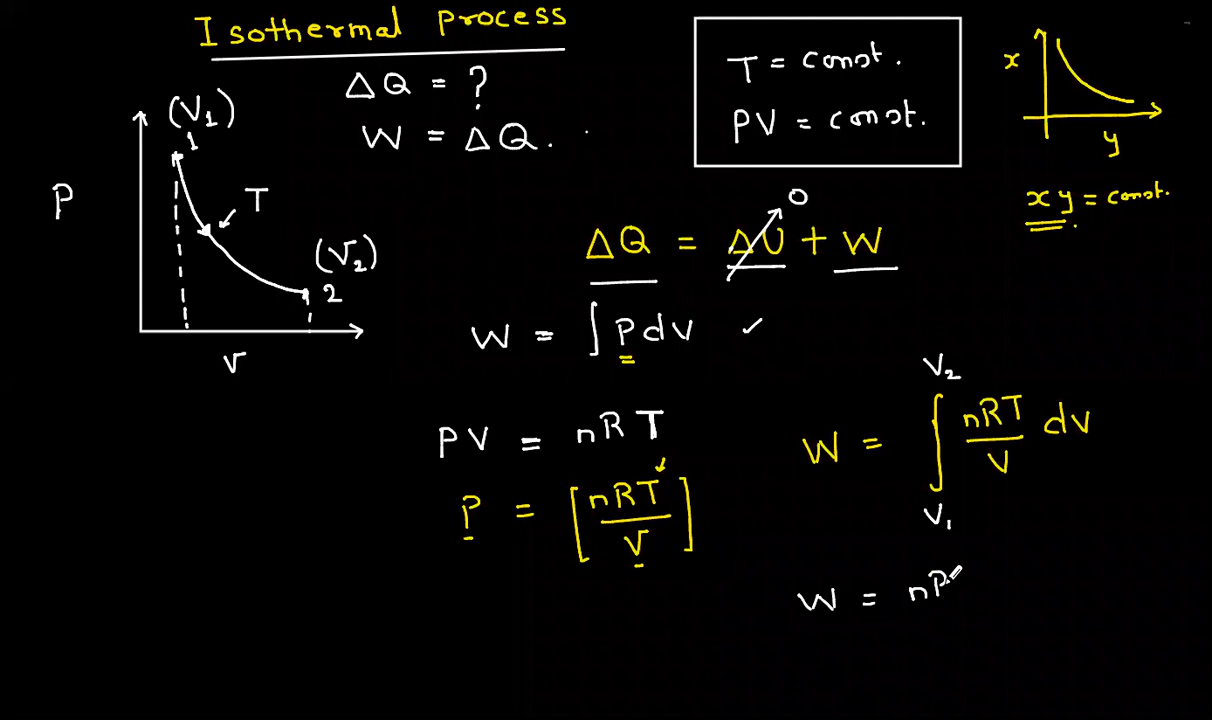 Isothermal Process
ΔQ = ?
W = ΔQ.
T = const.
PV = const.
x
y
xy = const.
(V₁)
1
P
T
(V₂)
2
V
0
ΔQ = ΔU + W
W = ∫ P dV ✓
PV = nRT
P = [nRT/V]
V₂
W = ∫ nRT/V dV
V₁
W = nR